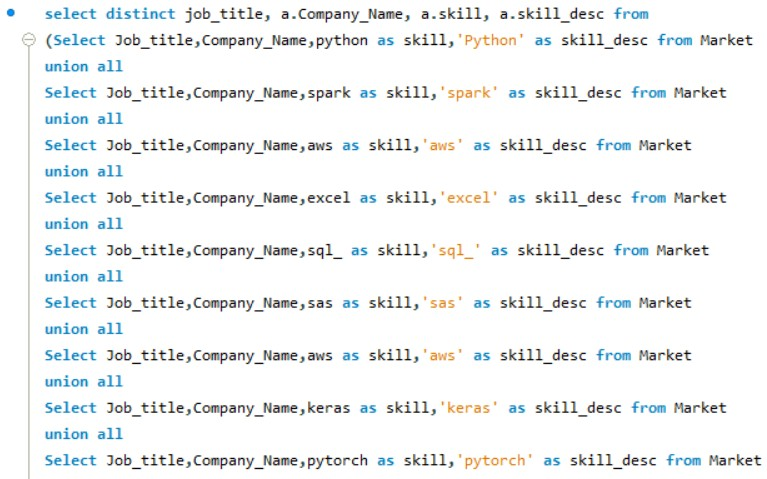 select distinct job_title, a.Company_Name, a.skill, a.skill_desc from
(Select Job_title,Company_Name,python as skill,'Python' as skill_desc from Market
union all
Select Job_title,Company_Name,spark as skill,'spark' as skill_desc from Market
union all
Select Job_title,Company_Name,aws as skill,'aws' as skill_desc from Market
union all
Select Job_title,Company_Name,excel as skill,'excel' as skill_desc from Market
union all
Select Job_title,Company_Name,sql_ as skill,'sql_' as skill_desc from Market
union all
Select Job_title,Company_Name,sas as skill,'sas' as skill_desc from Market
union all
Select Job_title,Company_Name,aws as skill,'aws' as skill_desc from Market
union all
Select Job_title,Company_Name,keras as skill,'keras' as skill_desc from Market
union all
Select Job_title,Company_Name,pytorch as skill,'pytorch' as skill_desc from Market